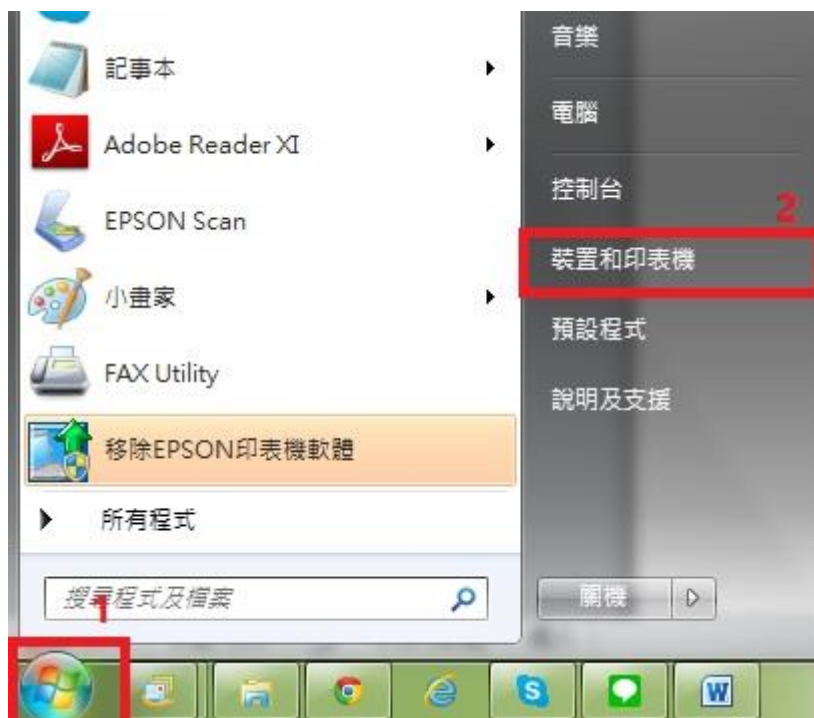 記事本
Adobe Reader XI
EPSON Scan
小畫家
FAX Utility
移除EPSON印表機軟體
所有程式
搜尋程式及檔案
1
音樂
電腦
控制台
2
裝置和印表機
預設程式
說明及支援
關機
S
W